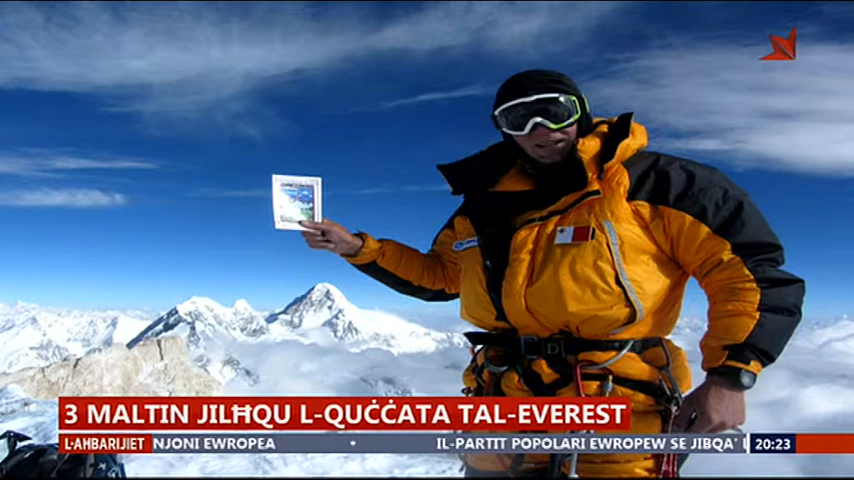 3 MALTIN JILĦQU L-QUĊĊATA TAL-EVEREST
L-AĦBARIJIET NJONI EWROPEA • IL-PARTIT POPOLARI EWROPEW SE JIBQA' 20:23